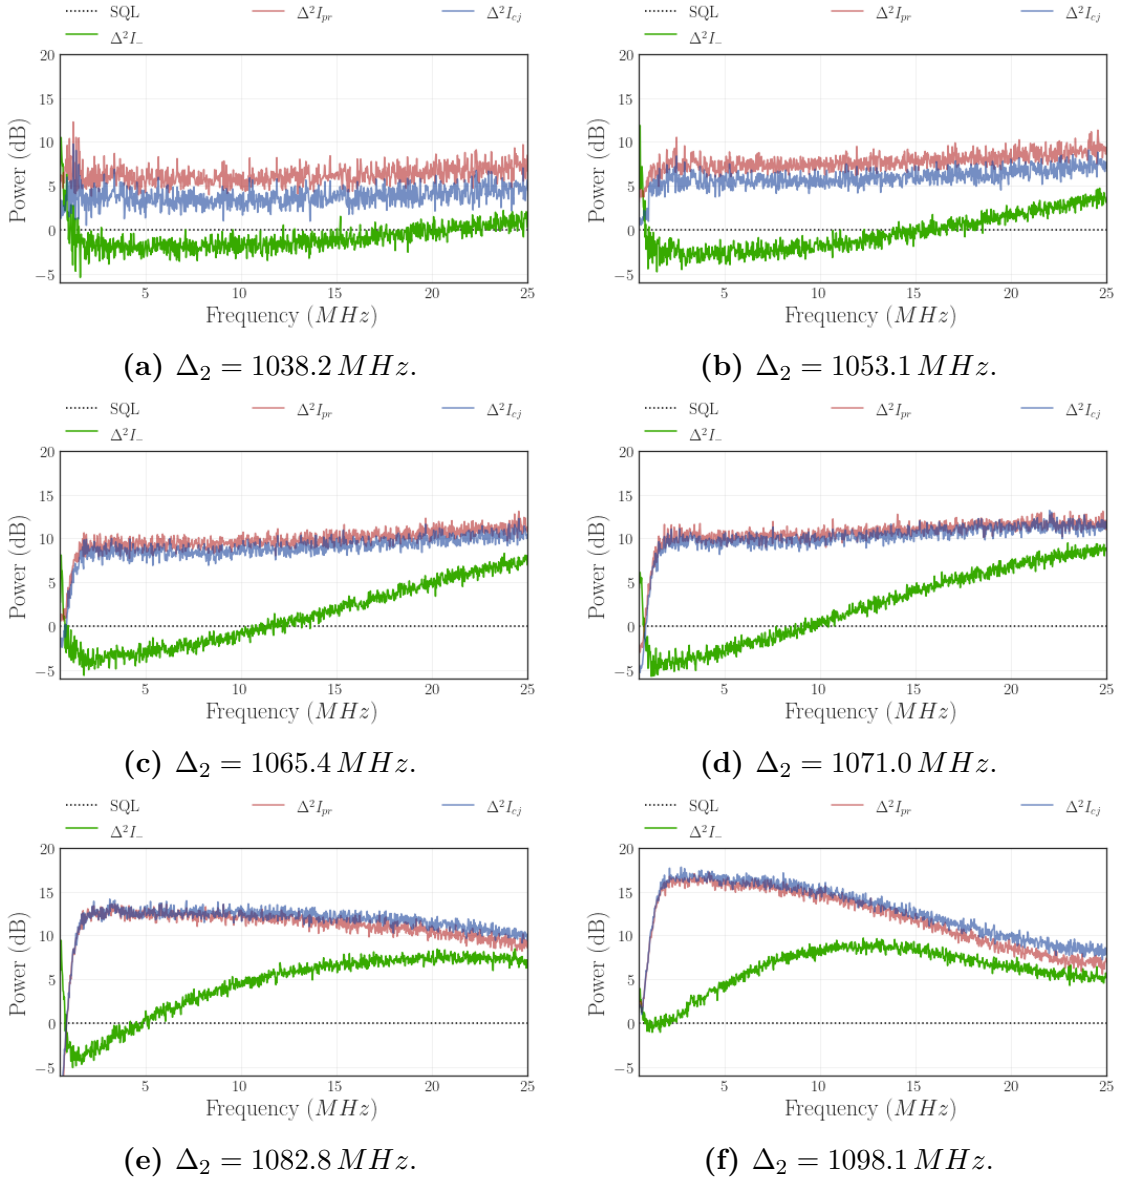 SQL Δ²I_pr Δ²I_cj
Δ²I_−
20
15
10
5
0
−5
Power (dB)
5 10 15 20 25
Frequency (MHz)
(a) Δ₂ = 1038.2 MHz.
SQL Δ²I_pr Δ²I_cj
Δ²I_−
20
15
10
5
0
−5
Power (dB)
5 10 15 20 25
Frequency (MHz)
(b) Δ₂ = 1053.1 MHz.
SQL Δ²I_pr Δ²I_cj
Δ²I_−
20
15
10
5
0
−5
Power (dB)
5 10 15 20 25
Frequency (MHz)
(c) Δ₂ = 1065.4 MHz.
SQL Δ²I_pr Δ²I_cj
Δ²I_−
20
15
10
5
0
−5
Power (dB)
5 10 15 20 25
Frequency (MHz)
(d) Δ₂ = 1071.0 MHz.
SQL Δ²I_pr Δ²I_cj
Δ²I_−
20
15
10
5
0
−5
Power (dB)
5 10 15 20 25
Frequency (MHz)
(e) Δ₂ = 1082.8 MHz.
SQL Δ²I_pr Δ²I_cj
Δ²I_−
20
15
10
5
0
−5
Power (dB)
5 10 15 20 25
Frequency (MHz)
(f) Δ₂ = 1098.1 MHz.